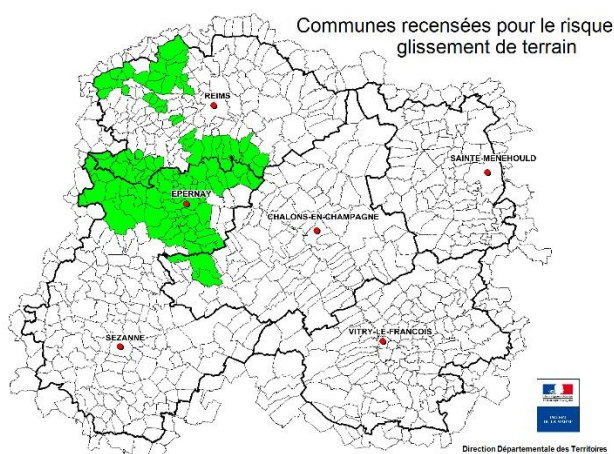 Communes recensées pour le risque
glissement de terrain
REIMS
SAINTE-MENEHOULD
EPERNAY
CHALONS-EN-CHAMPAGNE
VITRY-LE-FRANCOIS
SEZANNE
Direction Départementale des Territoires